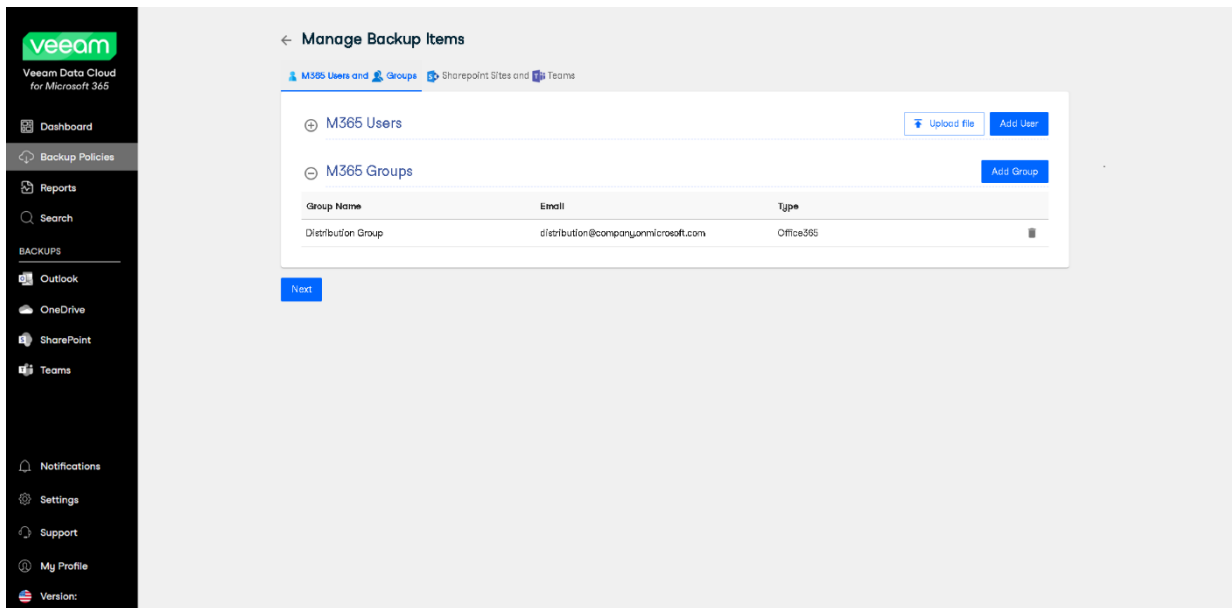 veeam
Veeam Data Cloud
for Microsoft 365
Dashboard
Backup Policies
Reports
Search
BACKUPS
Outlook
OneDrive
SharePoint
Teams
Notifications
Settings
Support
My Profile
Version:
Manage Backup Items
M365 Users and Groups Sharepoint Sites and Teams
M365 Users Upload file Add User
M365 Groups Add Group
Group Name Email Type
Distribution Group distribution@company.onmicrosoft.com Office365
Next